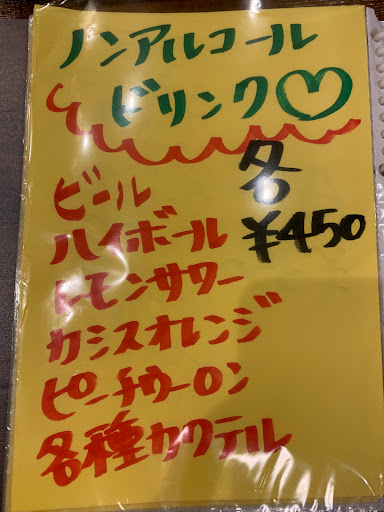 ノンアルコール
ドリンク♡
各
¥450
ビール
ハイボール
レモンサワー
カシスオレンジ
ピーチウーロン
各種カクテル